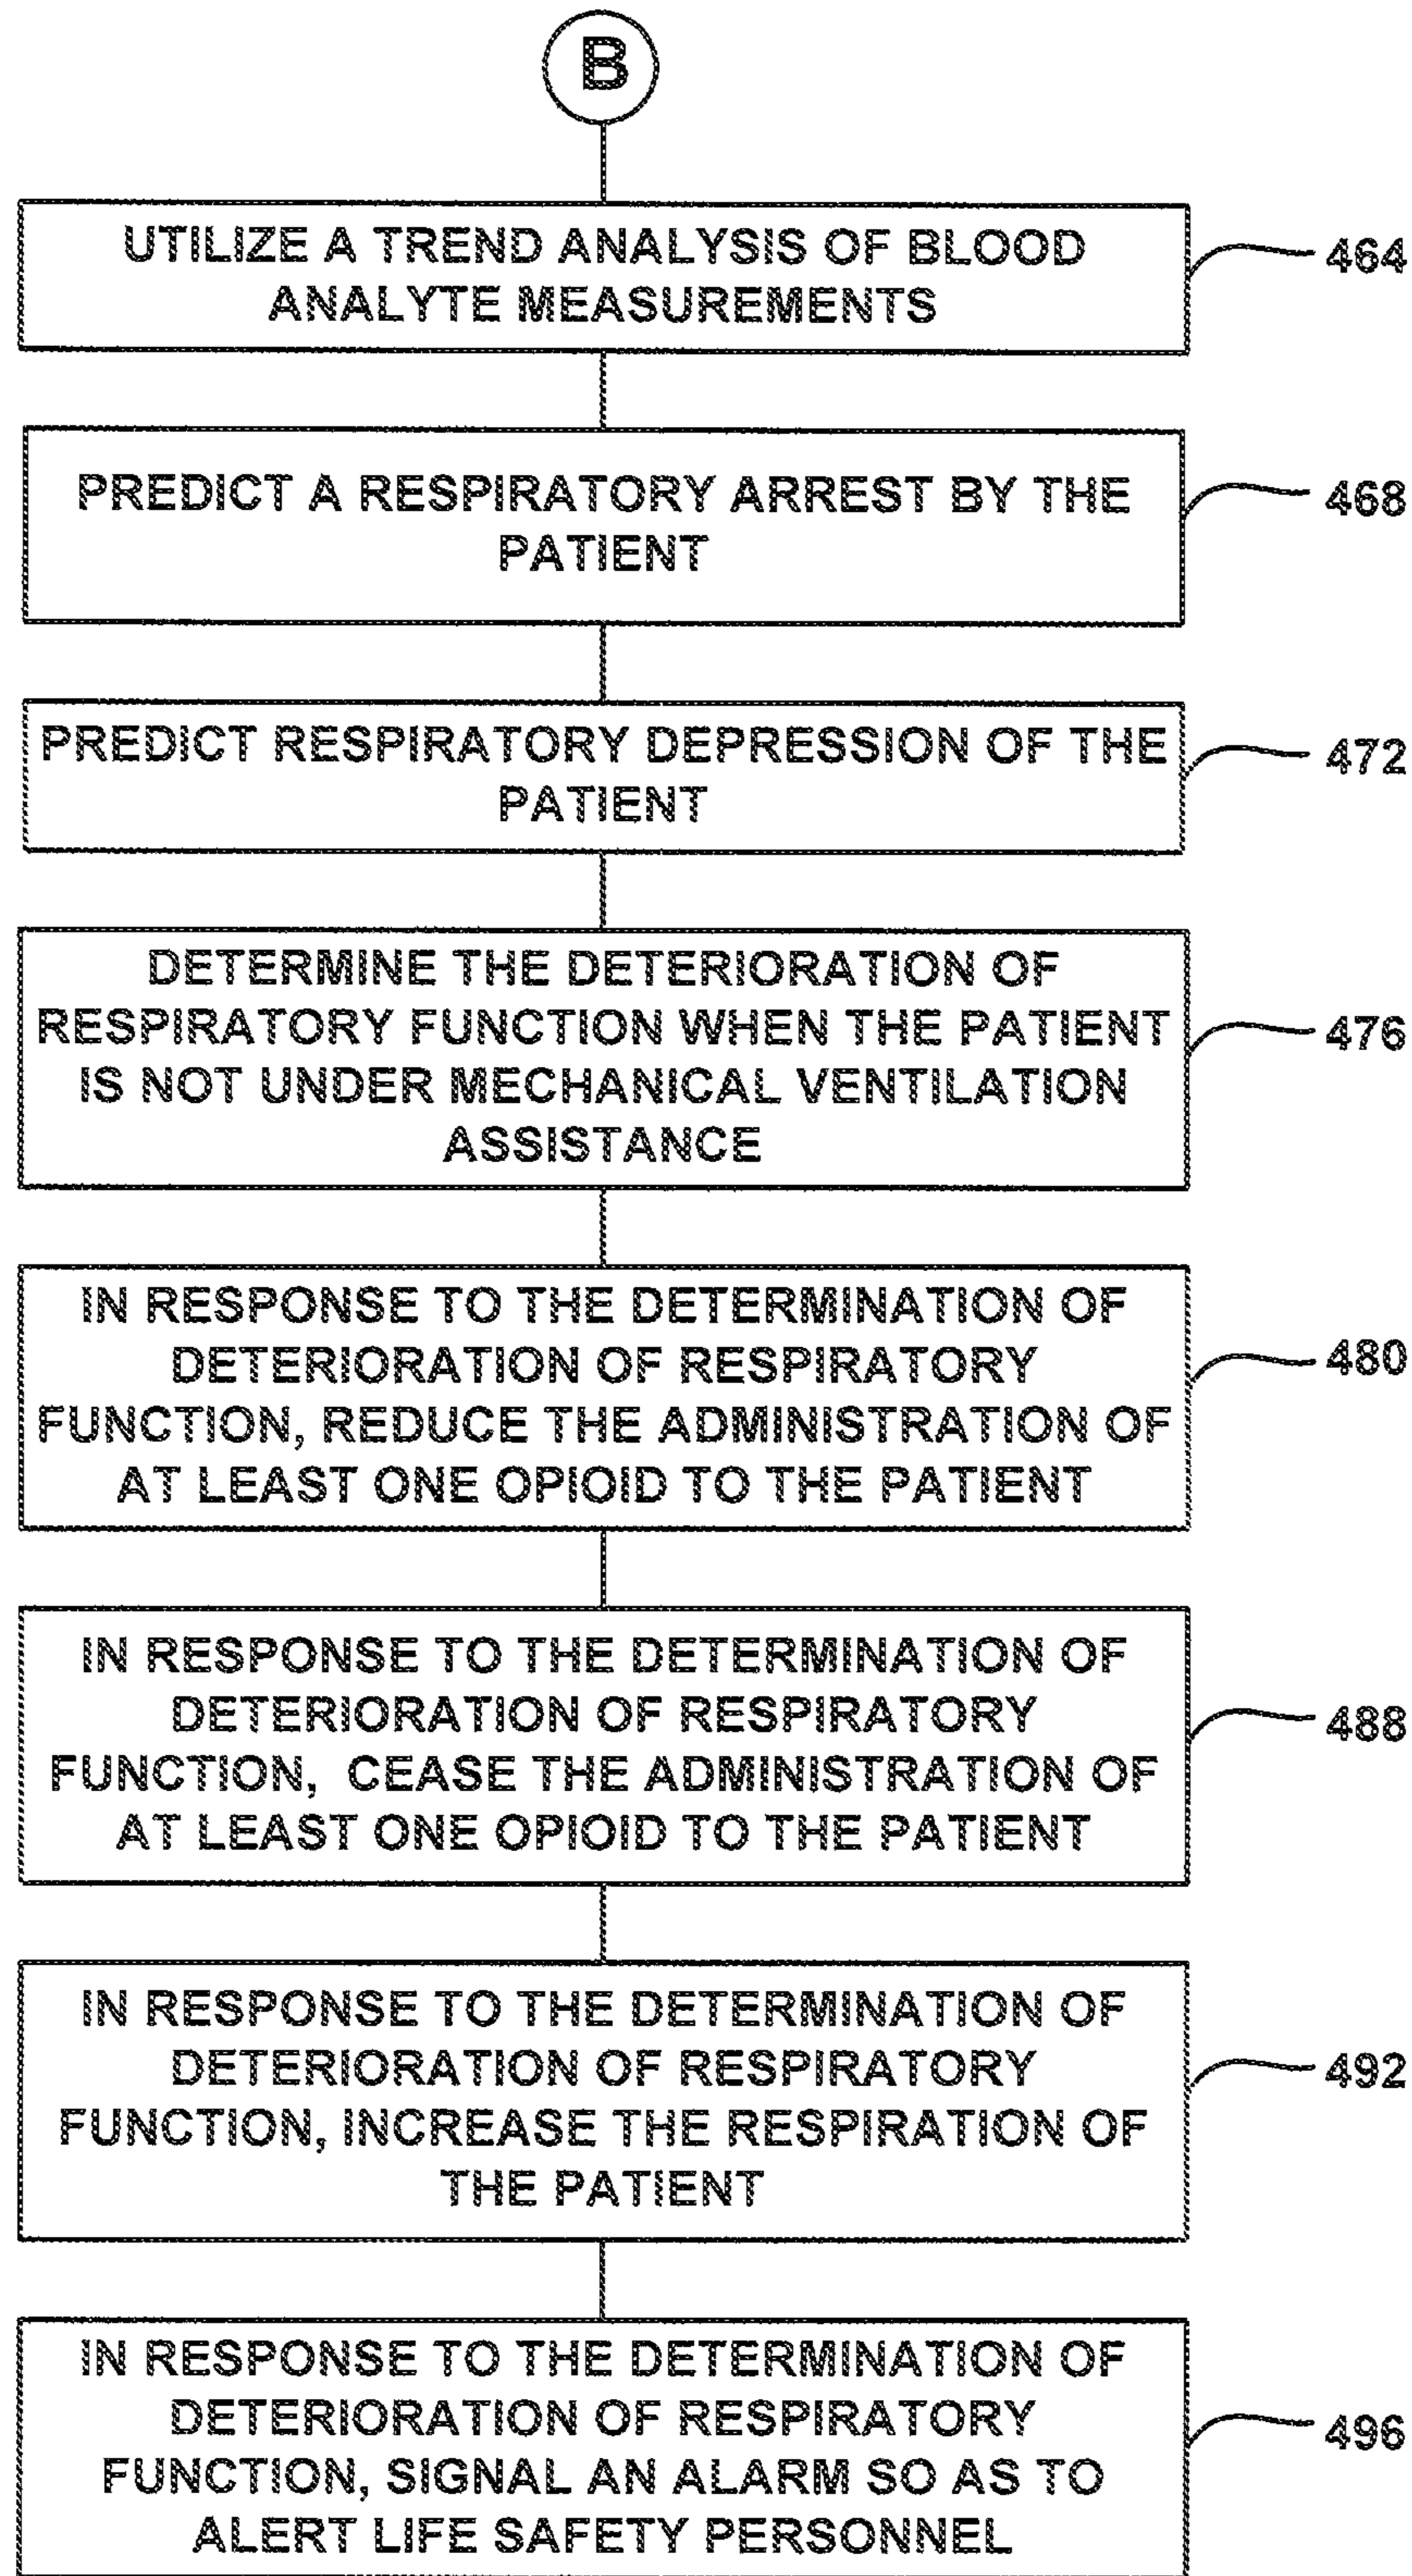 B
UTILIZE A TREND ANALYSIS OF BLOOD
ANALYTE MEASUREMENTS
464
PREDICT A RESPIRATORY ARREST BY THE
PATIENT
468
PREDICT RESPIRATORY DEPRESSION OF THE
PATIENT
472
DETERMINE THE DETERIORATION OF
RESPIRATORY FUNCTION WHEN THE PATIENT
IS NOT UNDER MECHANICAL VENTILATION
ASSISTANCE
476
IN RESPONSE TO THE DETERMINATION OF
DETERIORATION OF RESPIRATORY
FUNCTION, REDUCE THE ADMINISTRATION OF
AT LEAST ONE OPIOID TO THE PATIENT
480
IN RESPONSE TO THE DETERMINATION OF
DETERIORATION OF RESPIRATORY
FUNCTION, CEASE THE ADMINISTRATION OF
AT LEAST ONE OPIOID TO THE PATIENT
488
IN RESPONSE TO THE DETERMINATION OF
DETERIORATION OF RESPIRATORY
FUNCTION, INCREASE THE RESPIRATION OF
THE PATIENT
492
IN RESPONSE TO THE DETERMINATION OF
DETERIORATION OF RESPIRATORY
FUNCTION, SIGNAL AN ALARM SO AS TO
ALERT LIFE SAFETY PERSONNEL
496